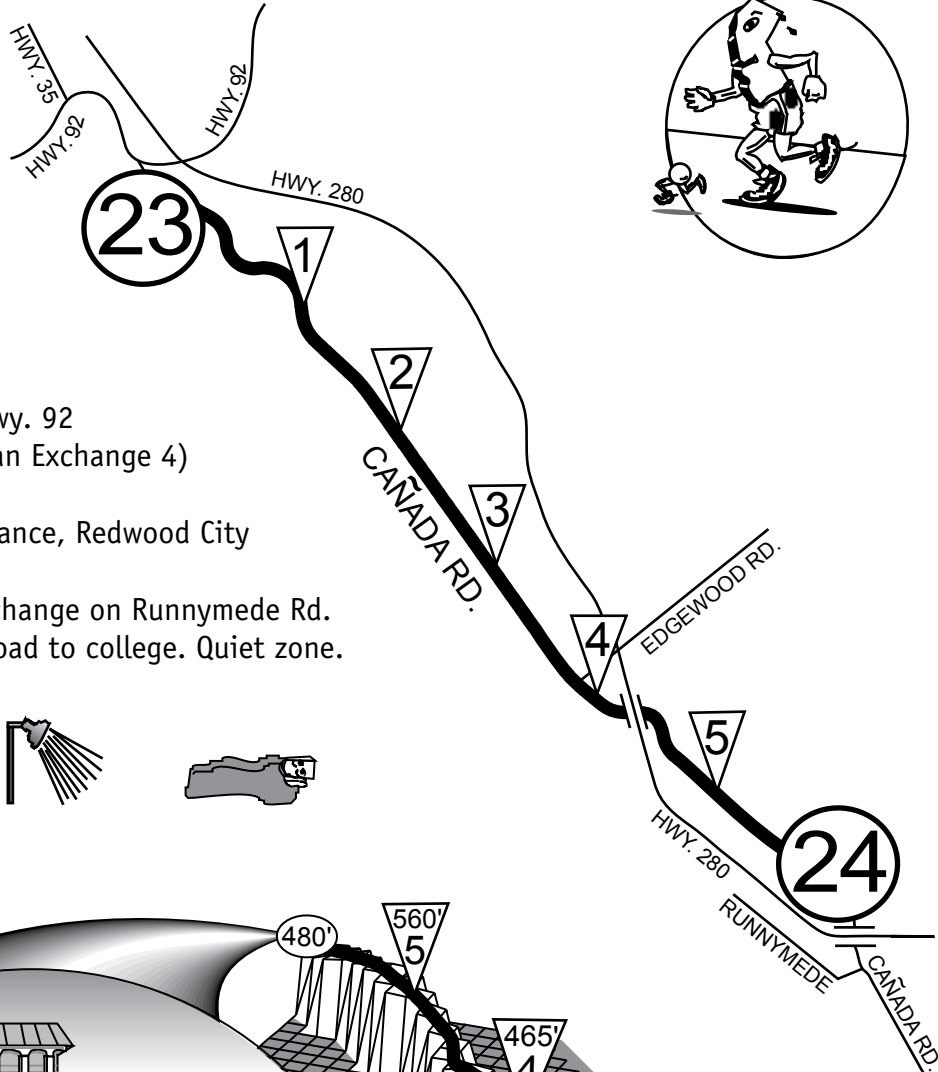 HWY. 35
HWY.92
HWY.92
HWY. 280
23
1
2
wy. 92
an Exchange 4)
CAÑADA RD.
3
ance, Redwood City
change on Runnymede Rd.
oad to college. Quiet zone.
EDGEWOOD RD.
4
5
HWY. 280
24
RUNNYMEDE
CAÑADA RD.
480'
560'
5
465'
4